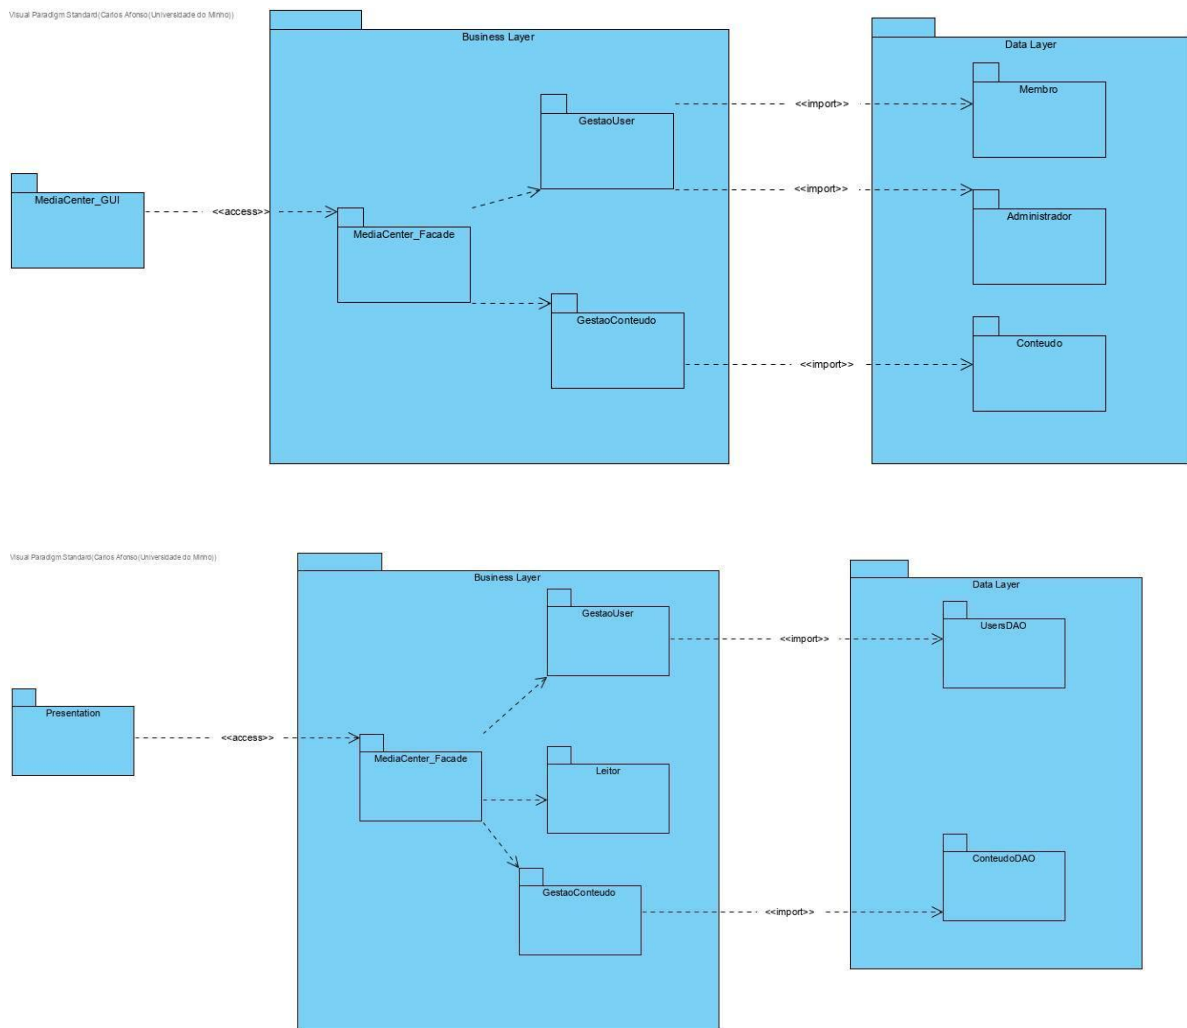 Visual Paradigm Standard(Carlos Afonso(Universidade do Minho))
Business Layer
Data Layer
Membro
<<import>>
GestaoUser
<<import>>
MediaCenter_GUI
<<access>>
Administrador
MediaCenter_Facade
GestaoConteudo
Conteudo
<<import>>
Visual Paradigm Standard(Carlos Afonso(Universidade do Minho))
Business Layer
Data Layer
GestaoUser
UsersDAO
<<import>>
Presentation
<<access>>
MediaCenter_Facade
Leitor
ConteudoDAO
GestaoConteudo
<<import>>